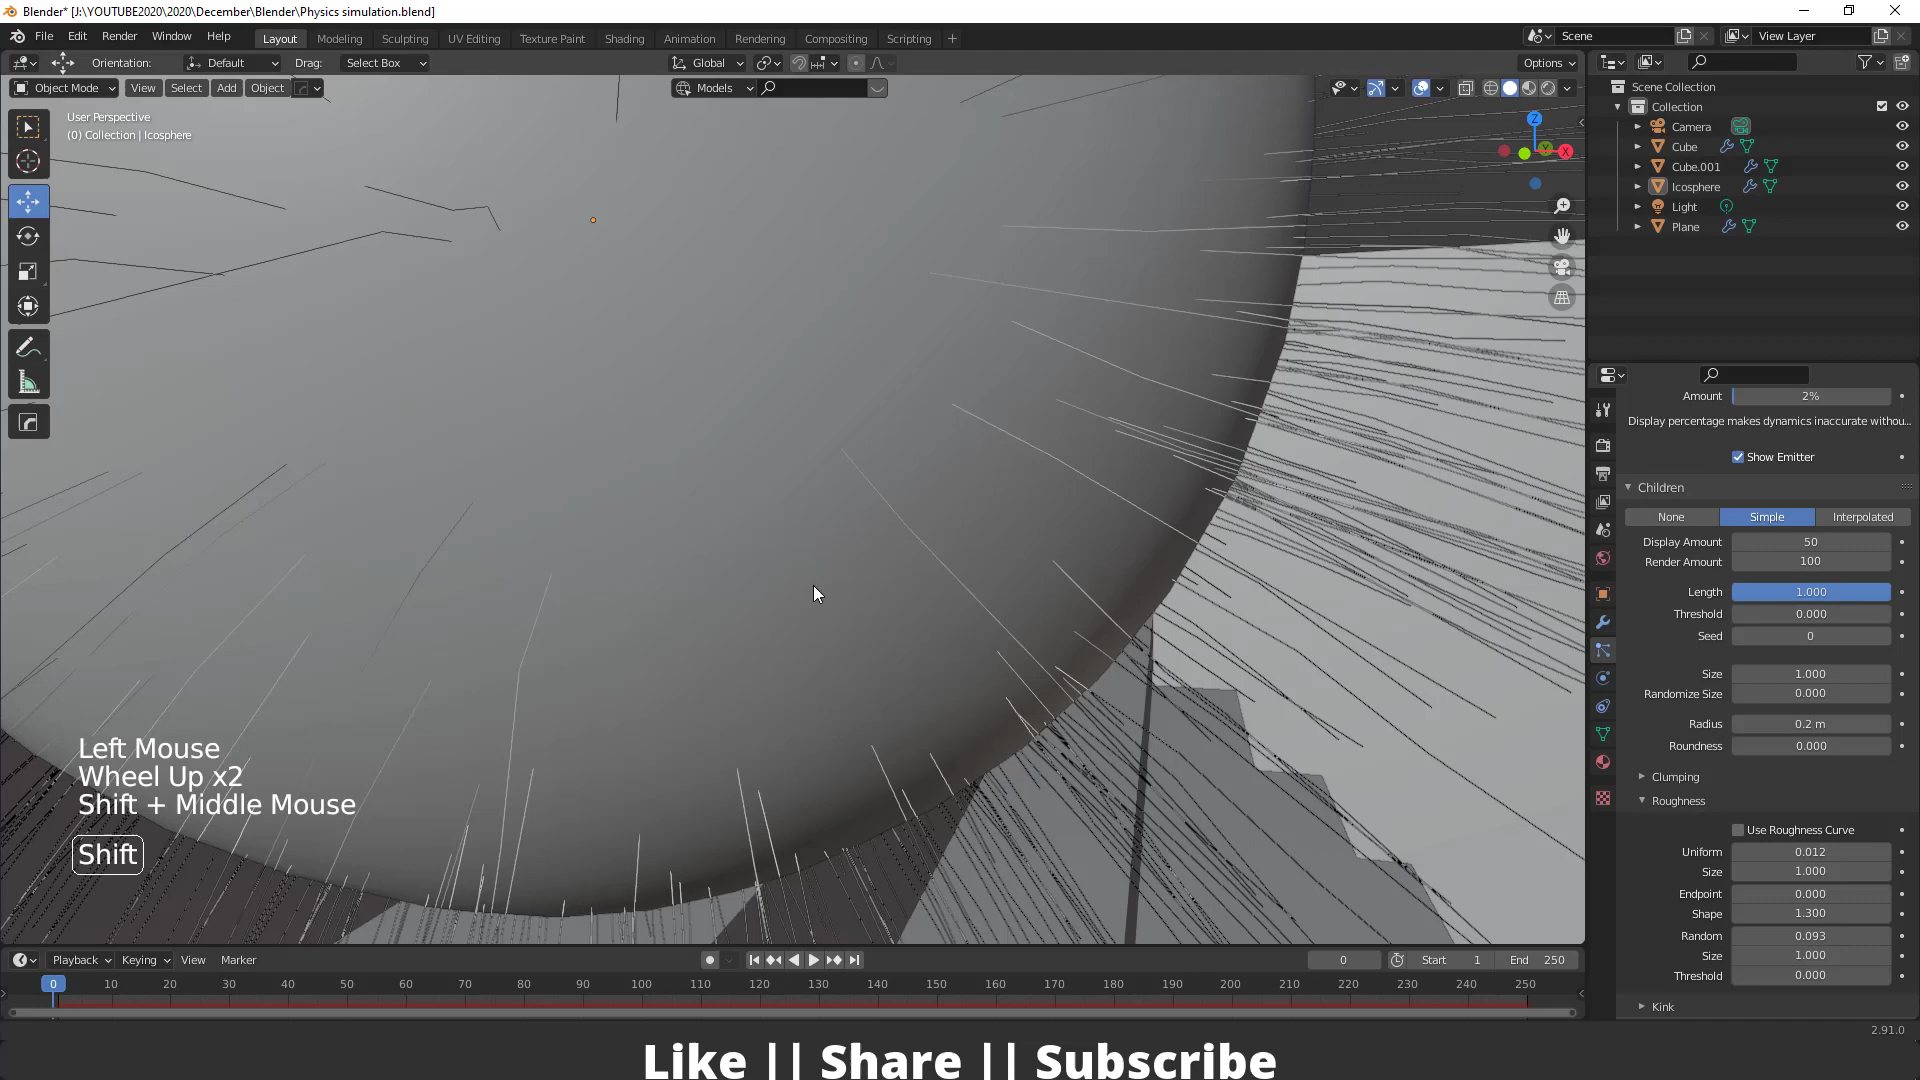 Blender* [J:\YOUTUBE2020\2020\December\Blender\Physics simulation.blend]
File Edit Render Window Help
Layout Modeling Sculpting UV Editing Texture Paint Shading Animation Rendering Compositing Scripting +
Scene
View Layer
Orientation: Default Drag: Select Box
Global
Options
Object Mode View Select Add Object
Models
User Perspective
(0) Collection | Icosphere
Z
Y
X
Scene Collection
Collection
Camera
Cube
Cube.001
Icosphere
Light
Plane
Amount 2%
Display percentage makes dynamics inaccurate withou...
Show Emitter
Children
None Simple Interpolated
Display Amount 50
Render Amount 100
Length 1.000
Threshold 0.000
Seed 0
Size 1.000
Randomize Size 0.000
Radius 0.2 m
Roundness 0.000
Clumping
Roughness
Use Roughness Curve
Uniform 0.012
Size 1.000
Endpoint 0.000
Shape 1.300
Random 0.093
Size 1.000
Threshold 0.000
Kink
Left Mouse
Wheel Up x2
Shift + Middle Mouse
Shift
Playback Keying View Marker
0
Start 1 End 250
0 10 20 30 40 50 60 70 80 90 100 110 120 130 140 150 160 170 180 190 200 210 220 230 240 250
2.91.0
Like || Share || Subscribe